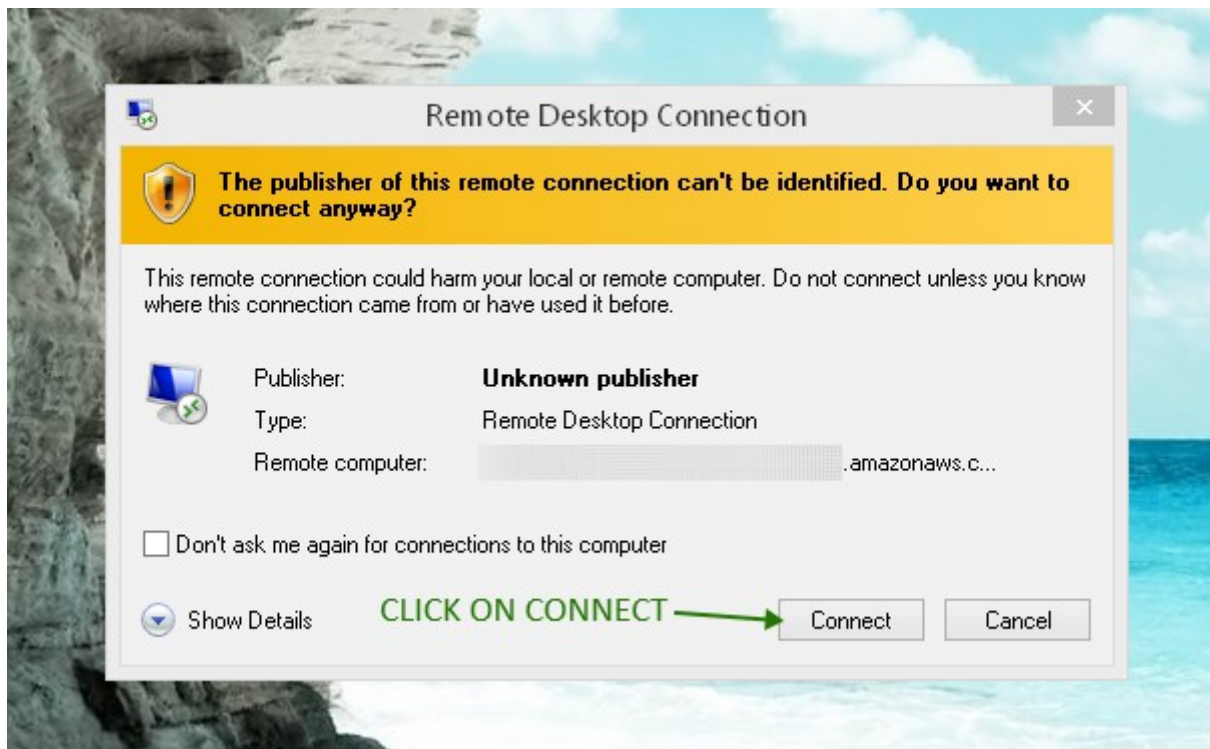 Remote Desktop Connection
The publisher of this remote connection can't be identified. Do you want to
connect anyway?
This remote connection could harm your local or remote computer. Do not connect unless you know
where this connection came from or have used it before.
Publisher: Unknown publisher
Type: Remote Desktop Connection
Remote computer: .amazonaws.c...
Don't ask me again for connections to this computer
Show Details CLICK ON CONNECT Connect Cancel